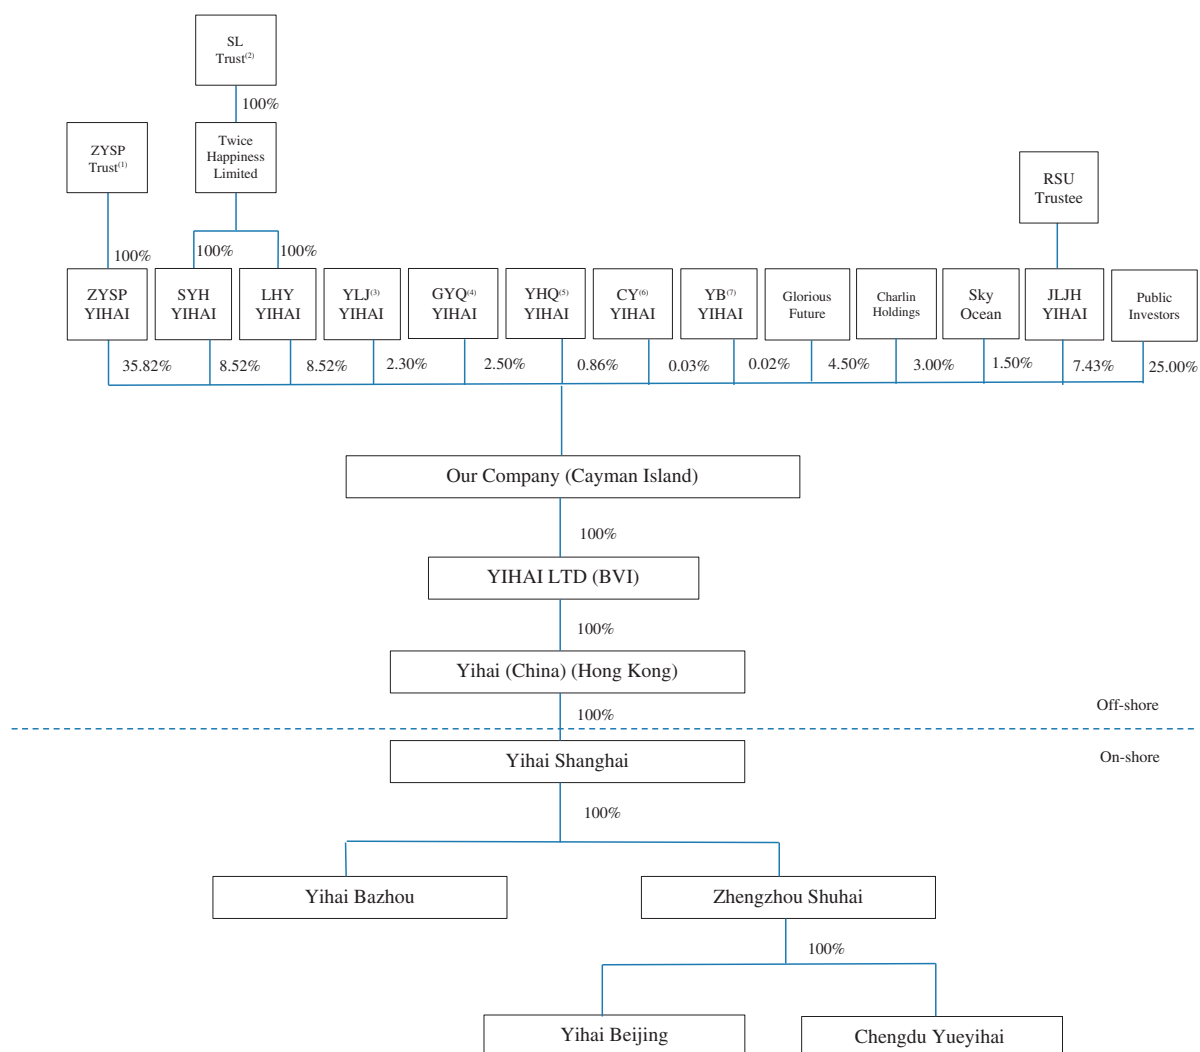 SL
Trust(2)
100%
ZYSP
Trust(1)
Twice
Happiness
Limited
RSU
Trustee
100%
100%
100%
ZYSP
YIHAI
SYH
YIHAI
LHY
YIHAI
YLJ(3)
YIHAI
GYQ(4)
YIHAI
YHQ(5)
YIHAI
CY(6)
YIHAI
YB(7)
YIHAI
Glorious
Future
Charlin
Holdings
Sky
Ocean
JLJH
YIHAI
Public
Investors
35.82%
8.52%
8.52%
2.30%
2.50%
0.86%
0.03%
0.02%
4.50%
3.00%
1.50%
7.43%
25.00%
Our Company (Cayman Island)
100%
YIHAI LTD (BVI)
100%
Yihai (China) (Hong Kong)
100%
Off-shore
On-shore
Yihai Shanghai
100%
Yihai Bazhou
Zhengzhou Shuhai
100%
Yihai Beijing
Chengdu Yueyihai